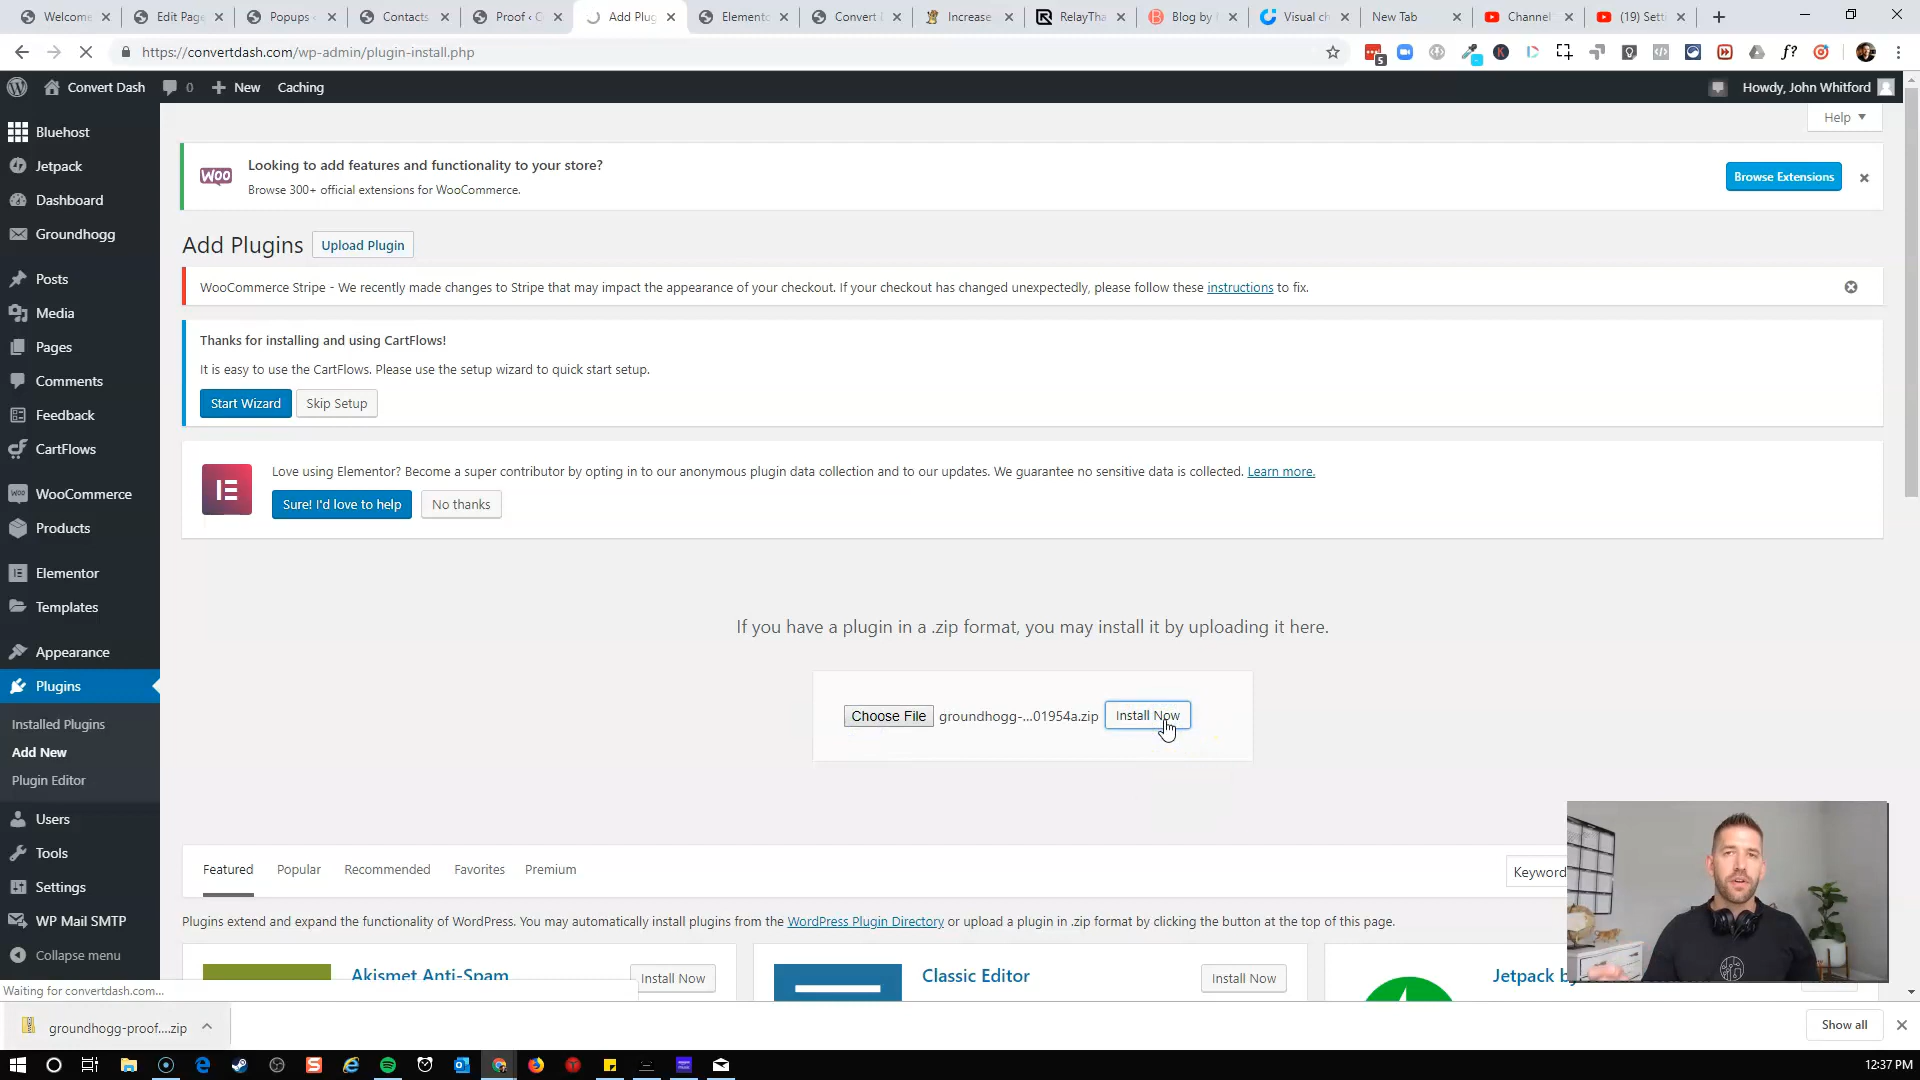 Welcome
Edit Page
Popups
Contacts
Proof ‹ G
Add Plug
Elemento
Convert
Increase
RelayTha
Blog by
Visual ch
New Tab
Channel
(19) Sett
https://convertdash.com/wp-admin/plugin-install.php
5
f?
Convert Dash
0
New
Caching
Howdy, John Whitford
Help
Bluehost
Jetpack
Dashboard
Groundhogg
Posts
Media
Pages
Comments
Feedback
CartFlows
WooCommerce
Products
Elementor
Templates
Appearance
Plugins
Installed Plugins
Add New
Plugin Editor
Users
Tools
Settings
WP Mail SMTP
Collapse menu
WOO
Looking to add features and functionality to your store?
Browse 300+ official extensions for WooCommerce.
Browse Extensions
Add Plugins
Upload Plugin
WooCommerce Stripe - We recently made changes to Stripe that may impact the appearance of your checkout. If your checkout has changed unexpectedly, please follow these instructions to fix.
Thanks for installing and using CartFlows!
It is easy to use the CartFlows. Please use the setup wizard to quick start setup.
Start Wizard
Skip Setup
Love using Elementor? Become a super contributor by opting in to our anonymous plugin data collection and to our updates. We guarantee no sensitive data is collected. Learn more.
Sure! I'd love to help
No thanks
If you have a plugin in a .zip format, you may install it by uploading it here.
Choose File
groundhogg-...01954a.zip
Install Now
Featured
Popular
Recommended
Favorites
Premium
Keyword
Plugins extend and expand the functionality of WordPress. You may automatically install plugins from the WordPress Plugin Directory or upload a plugin in .zip format by clicking the button at the top of this page.
Akismet Anti-Spam
Install Now
Classic Editor
Install Now
Jetpack by
Waiting for convertdash.com...
groundhogg-proof....zip
Show all
12:37 PM